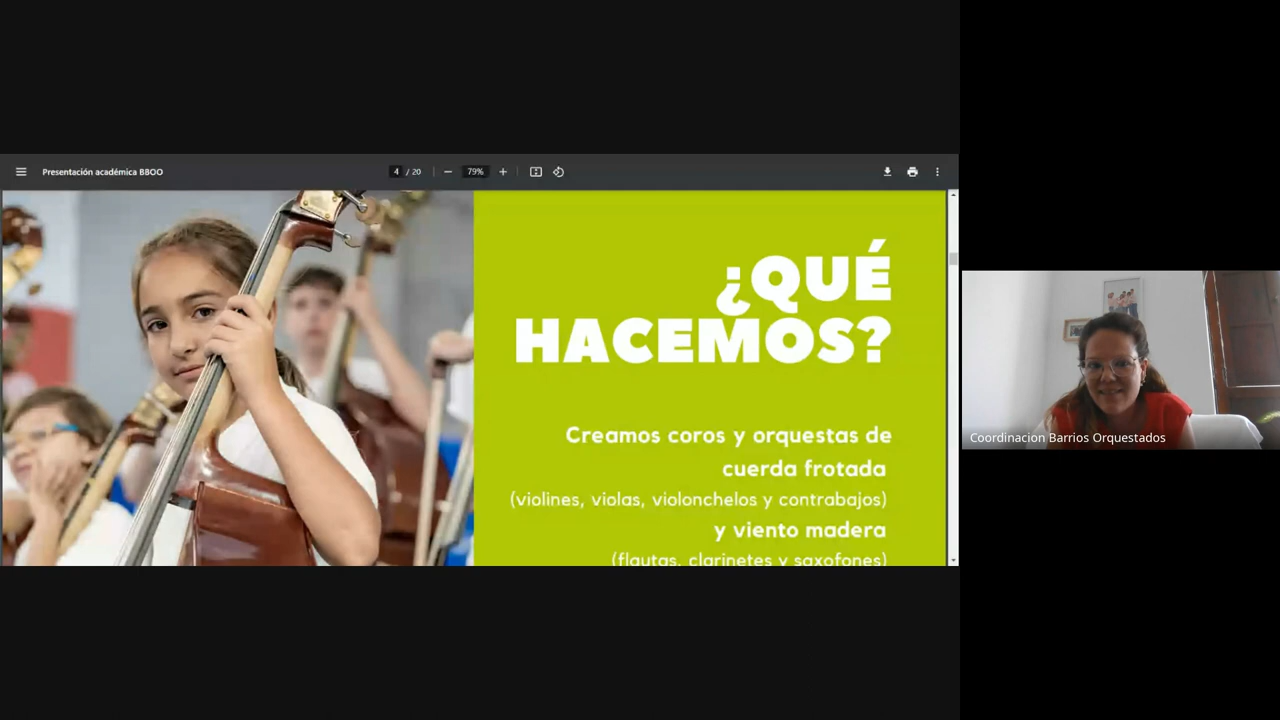 Presentación académica BBOO
4 / 20
79%
¿QUÉ
HACEMOS?
Creamos coros y orquestas de
cuerda frotada
(violines, violas, violonchelos y contrabajos)
y viento madera
(flautas, clarinetes y saxofones)
Coordinacion Barrios Orquestados